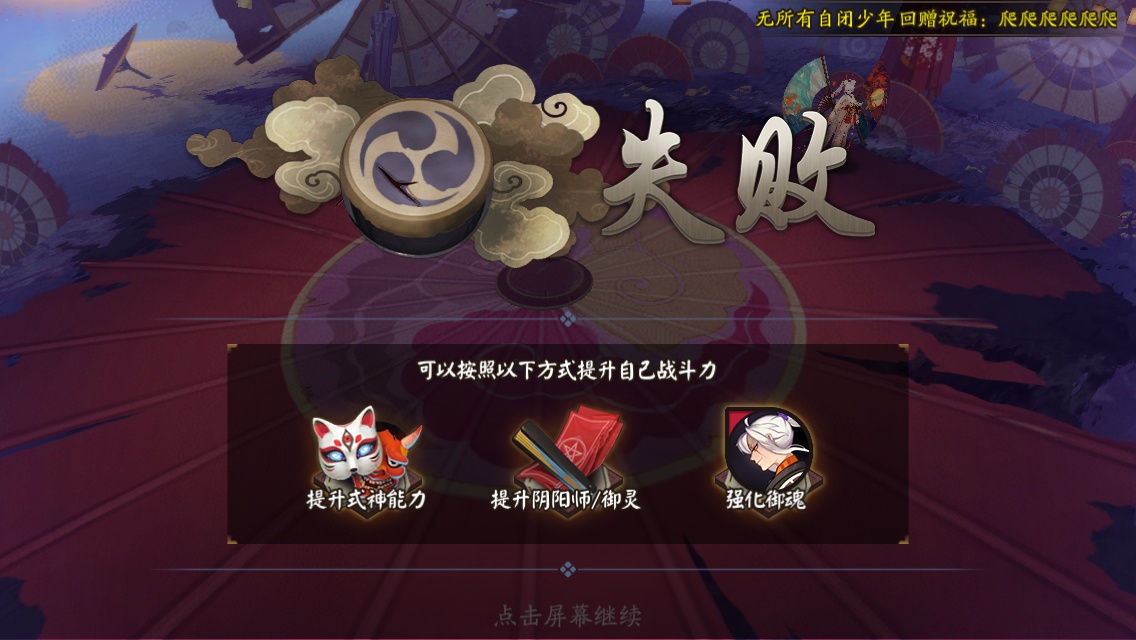 无所有自闭少年回赠祝福：爬爬爬爬爬爬
失败
可以按照以下方式提升自己战斗力
提升式神能力
提升阴阳师/御灵
强化御魂
点击屏幕继续